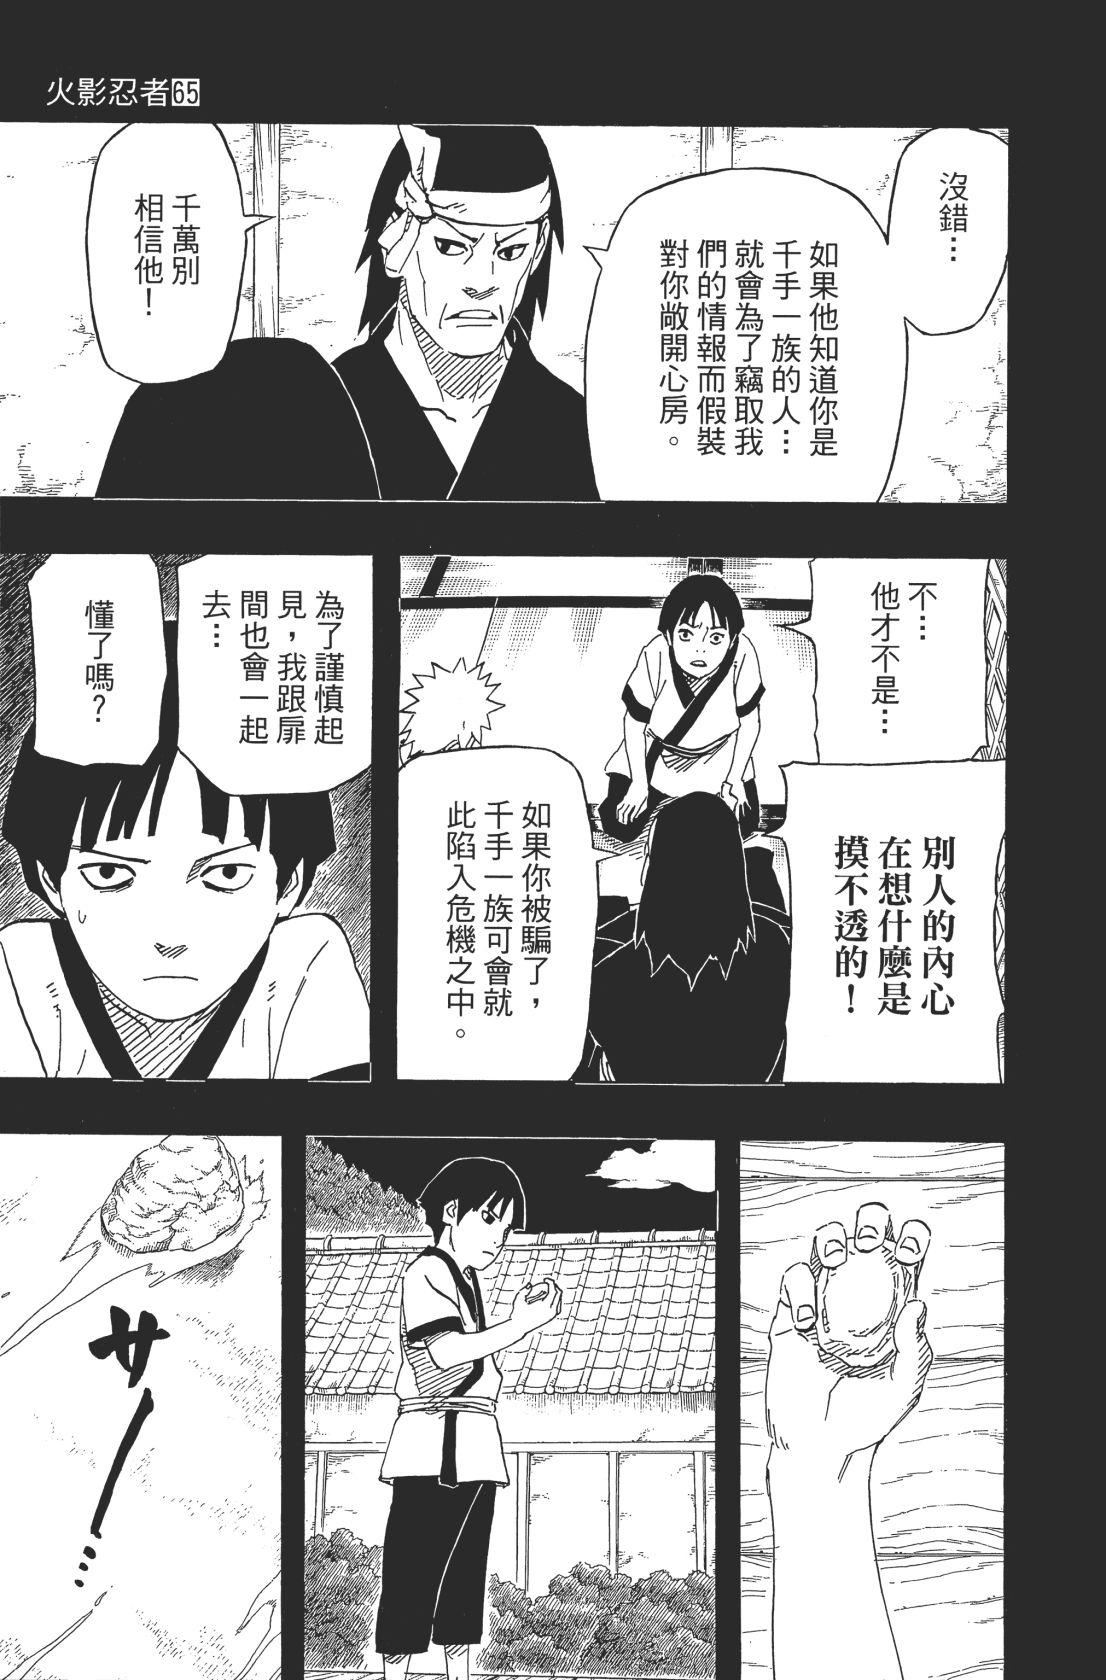 火影忍者65
沒錯…
如果他知道你是
千手一族的人…
就會為了竊取我
們的情報而假裝
對你敞開心房。
千萬別
相信他！
不…
他才不是…
別人的內心
在想什麼是
摸不透的！
如果你被騙了，
千手一族可會就
此陷入危機之中。
為了謹慎起
見，我跟扉
間也會一起
去…
懂了嗎？
サー…